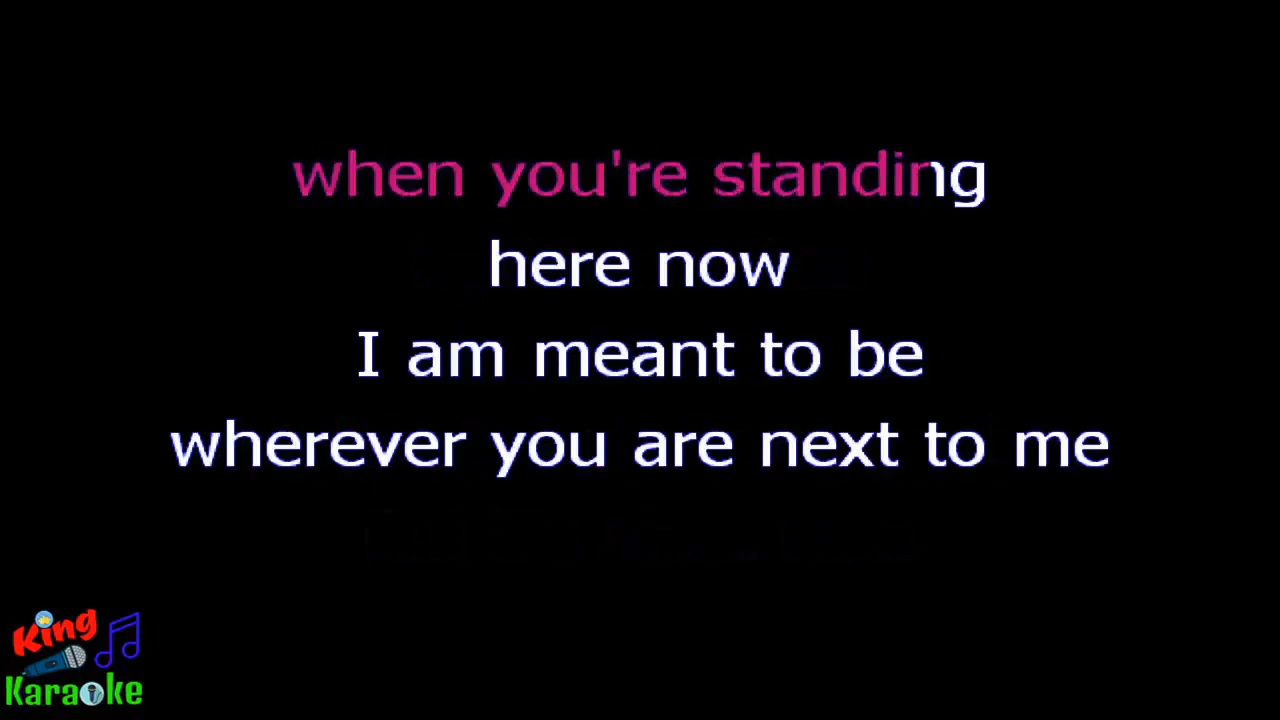 when you're standing
here now
I am meant to be
wherever you are next to me
King
Karaoke